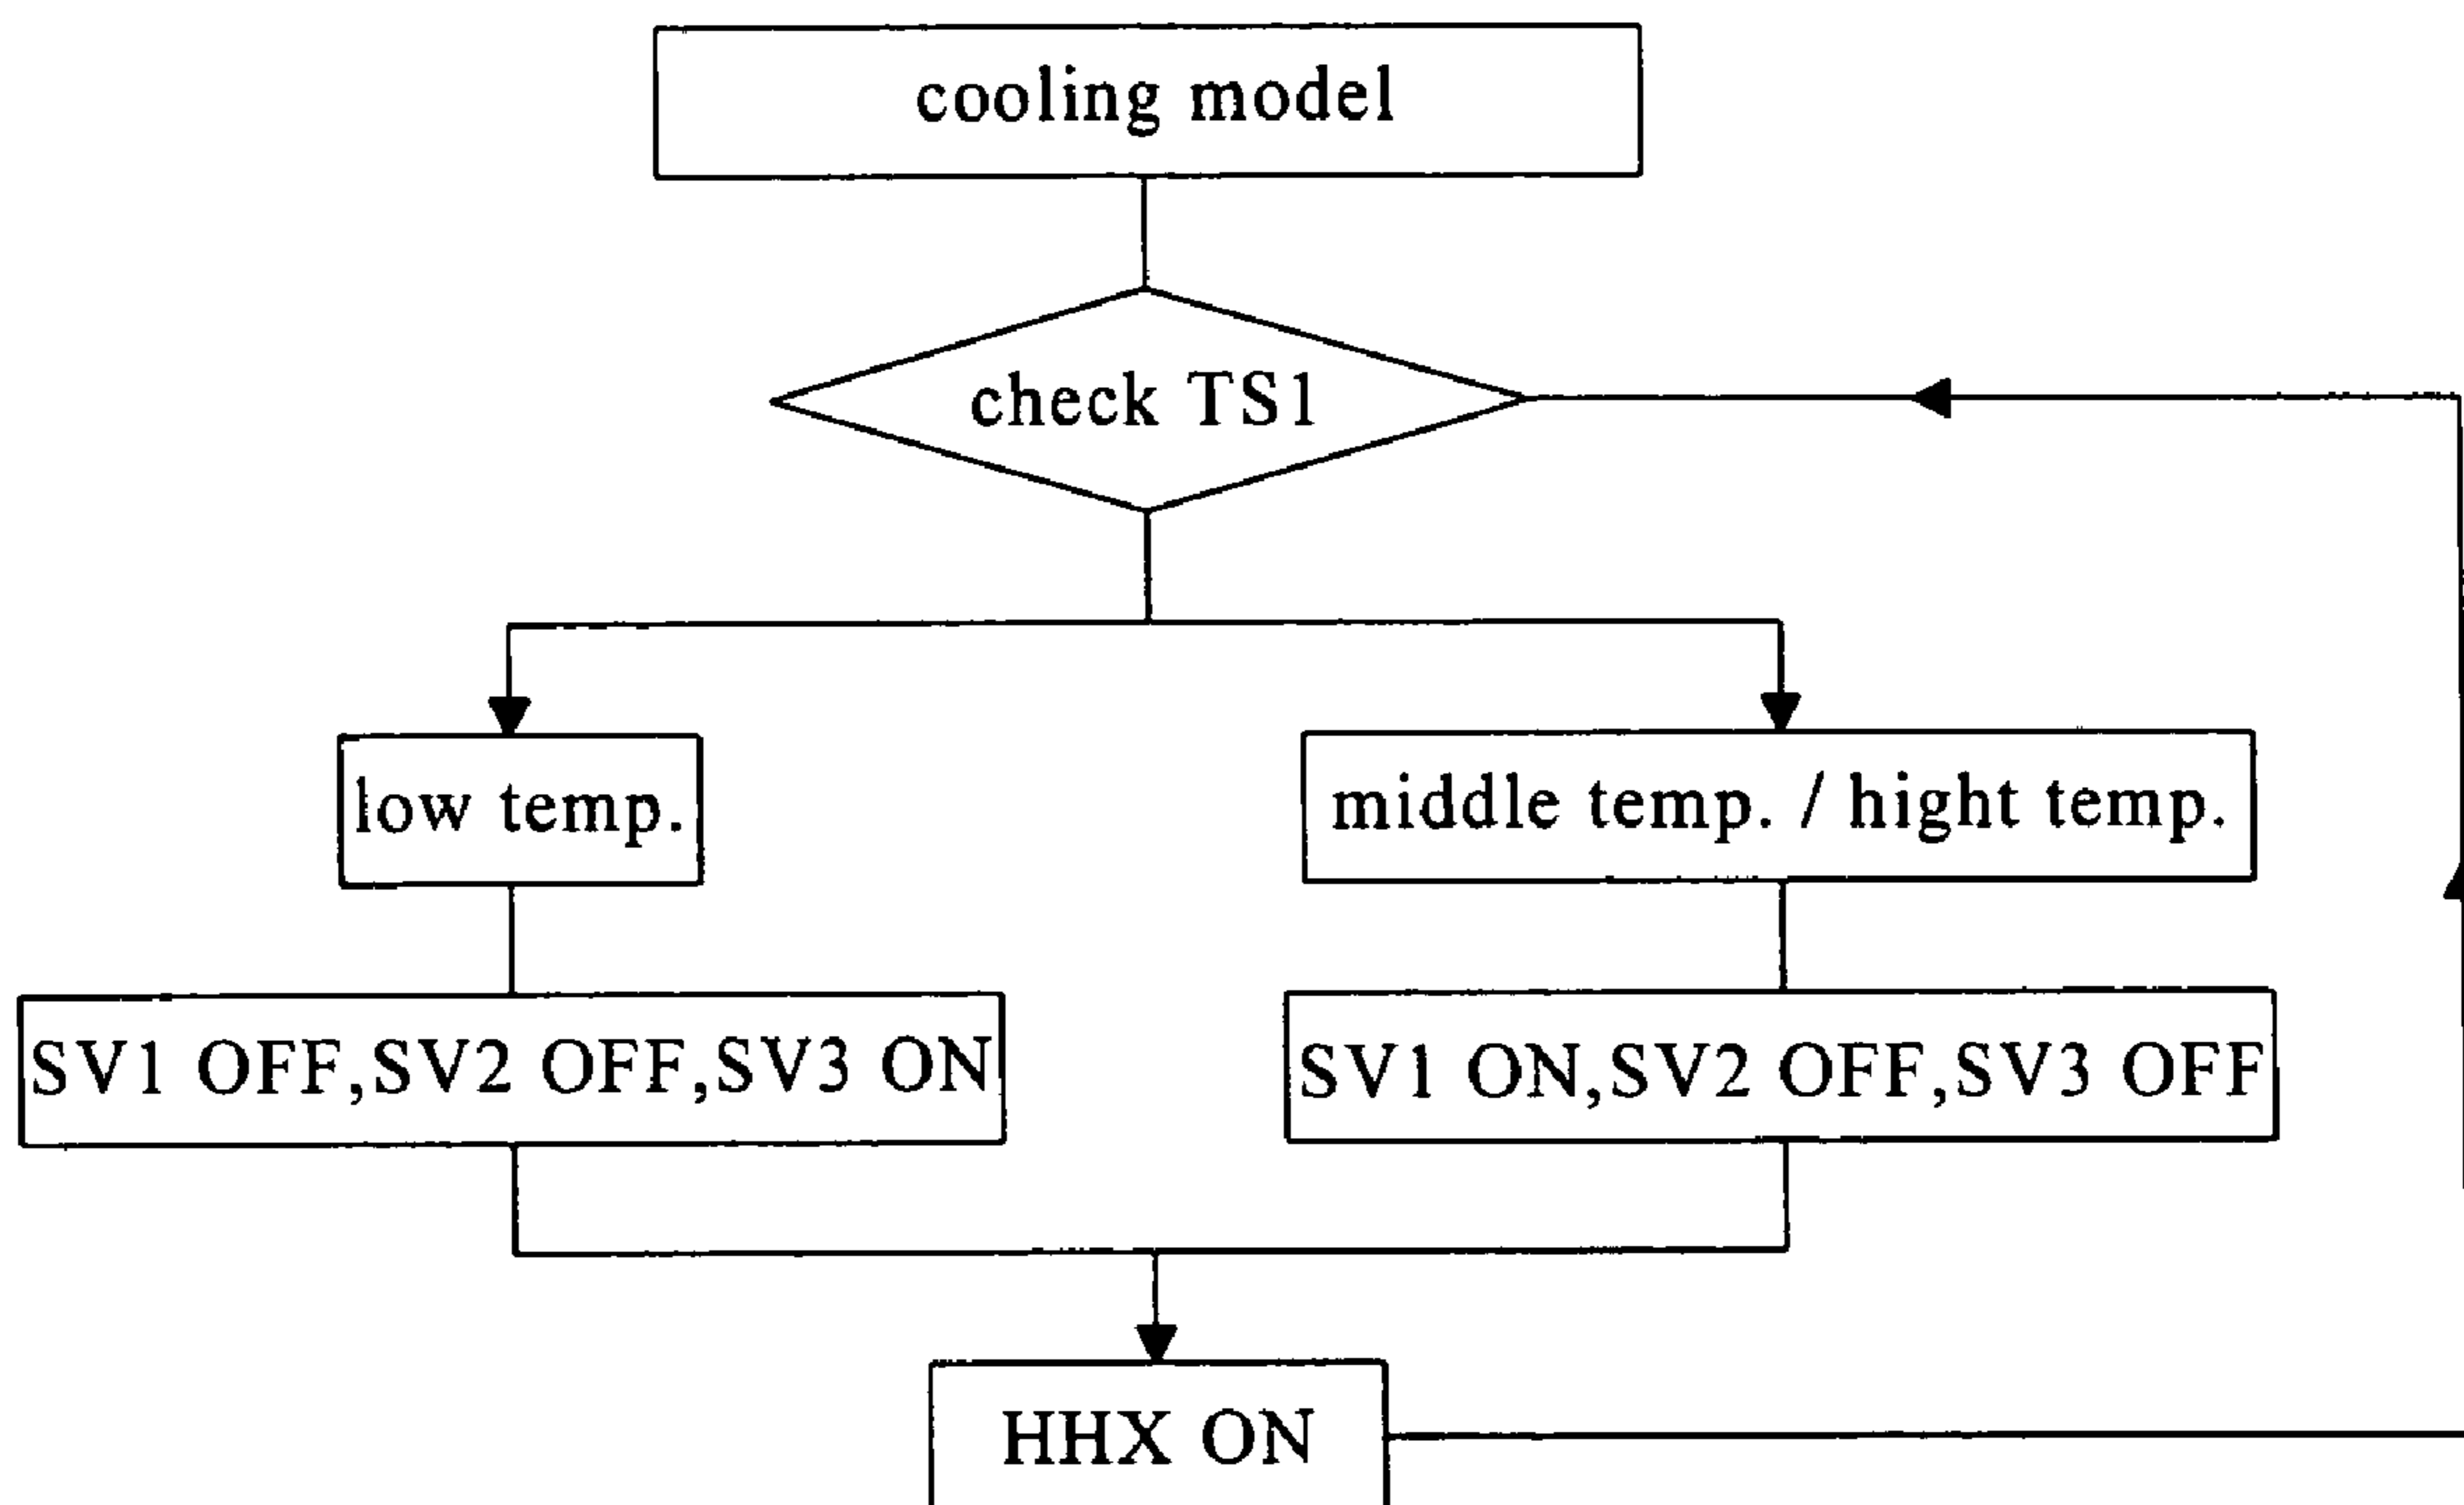 cooling model
check TS1
low temp.
middle temp. / hight temp.
SV1 OFF,SV2 OFF,SV3 ON
SV1 ON,SV2 OFF,SV3 OFF
HHX ON